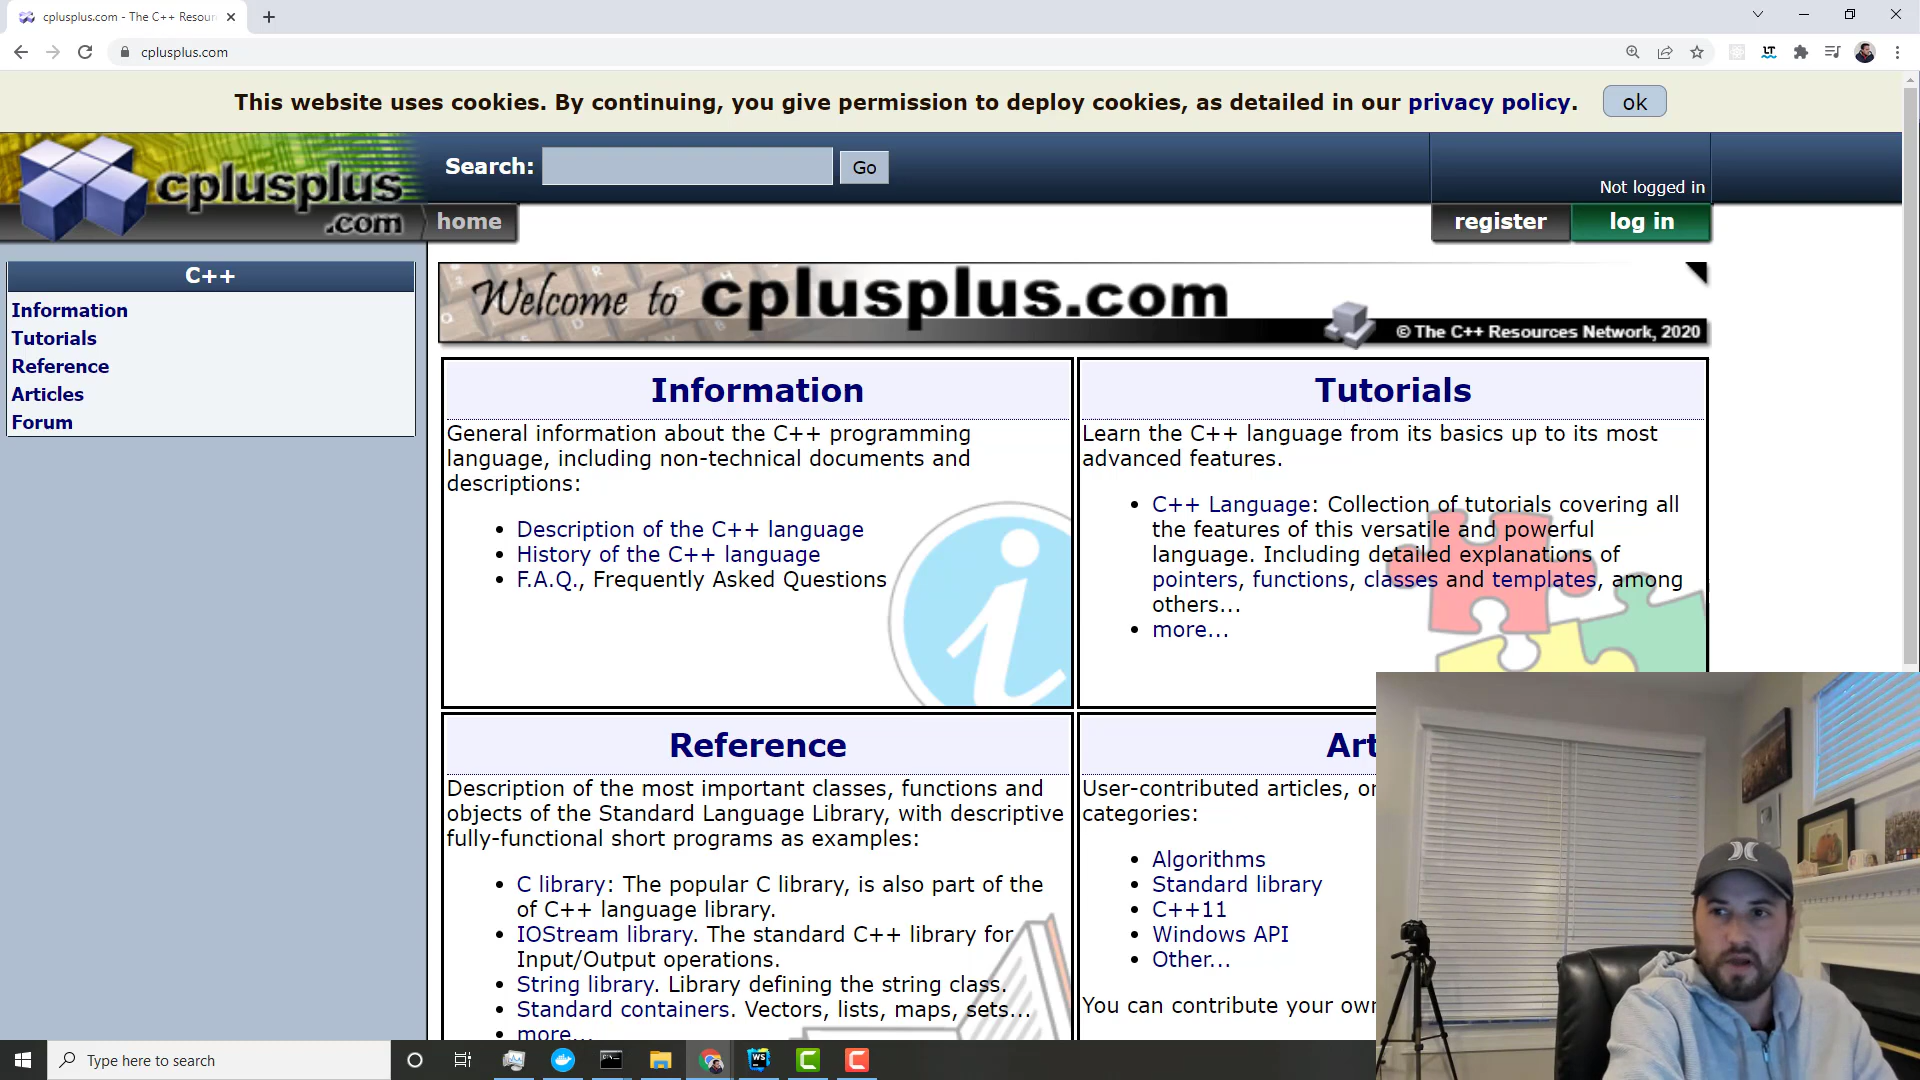 cplusplus.com - The C++ Resour
cplusplus.com
This website uses cookies. By continuing, you give permission to deploy cookies, as detailed in our privacy policy.
ok
cplusplus
.com
Search:
Go
Not logged in
home
register
log in
C++
Information
Tutorials
Reference
Articles
Forum
Welcome to cplusplus.com
© The C++ Resources Network, 2020
Information
General information about the C++ programming
language, including non-technical documents and
descriptions:
• Description of the C++ language
• History of the C++ language
• F.A.Q., Frequently Asked Questions
Tutorials
Learn the C++ language from its basics up to its most
advanced features.
• C++ Language: Collection of tutorials covering all
the features of this versatile and powerful
language. Including detailed explanations of
pointers, functions, classes and templates, among
others...
• more...
Reference
Description of the most important classes, functions and
objects of the Standard Language Library, with descriptive
fully-functional short programs as examples:
• C library: The popular C library, is also part of the
of C++ language library.
• IOStream library. The standard C++ library for
Input/Output operations.
• String library. Library defining the string class.
• Standard containers. Vectors, lists, maps, sets...
• more...
Art
User-contributed articles, or
categories:
• Algorithms
• Standard library
• C++11
• Windows API
• Other...
You can contribute your own
Type here to search
LT
WS